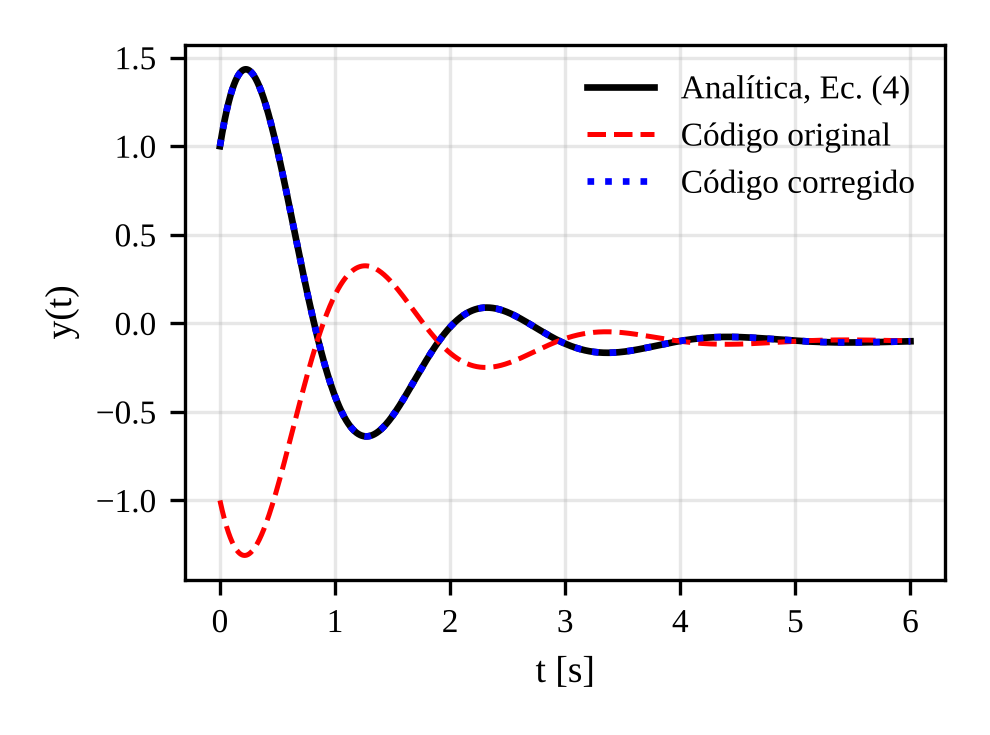 1.5
1.0
0.5
0.0
−0.5
−1.0
y(t)
Analítica, Ec. (4)
Código original
Código corregido
0 1 2 3 4 5 6
t [s]